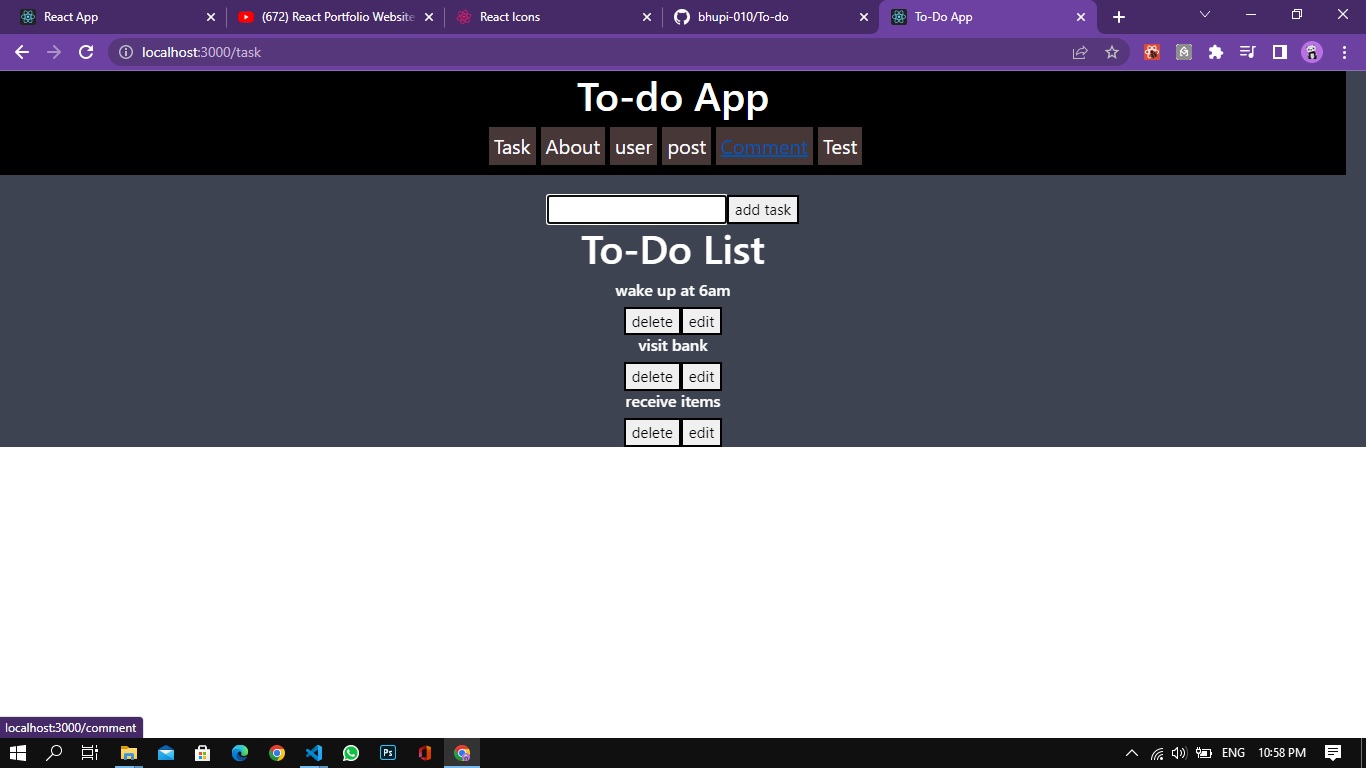 React App
(672) React Portfolio Website
React Icons
bhupi-010/To-do
To-Do App
localhost:3000/task
To-do App
Task About user post Comment Test
add task
To-Do List
wake up at 6am
delete edit
visit bank
delete edit
receive items
delete edit
localhost:3000/comment
Ps
ENG 10:58 PM